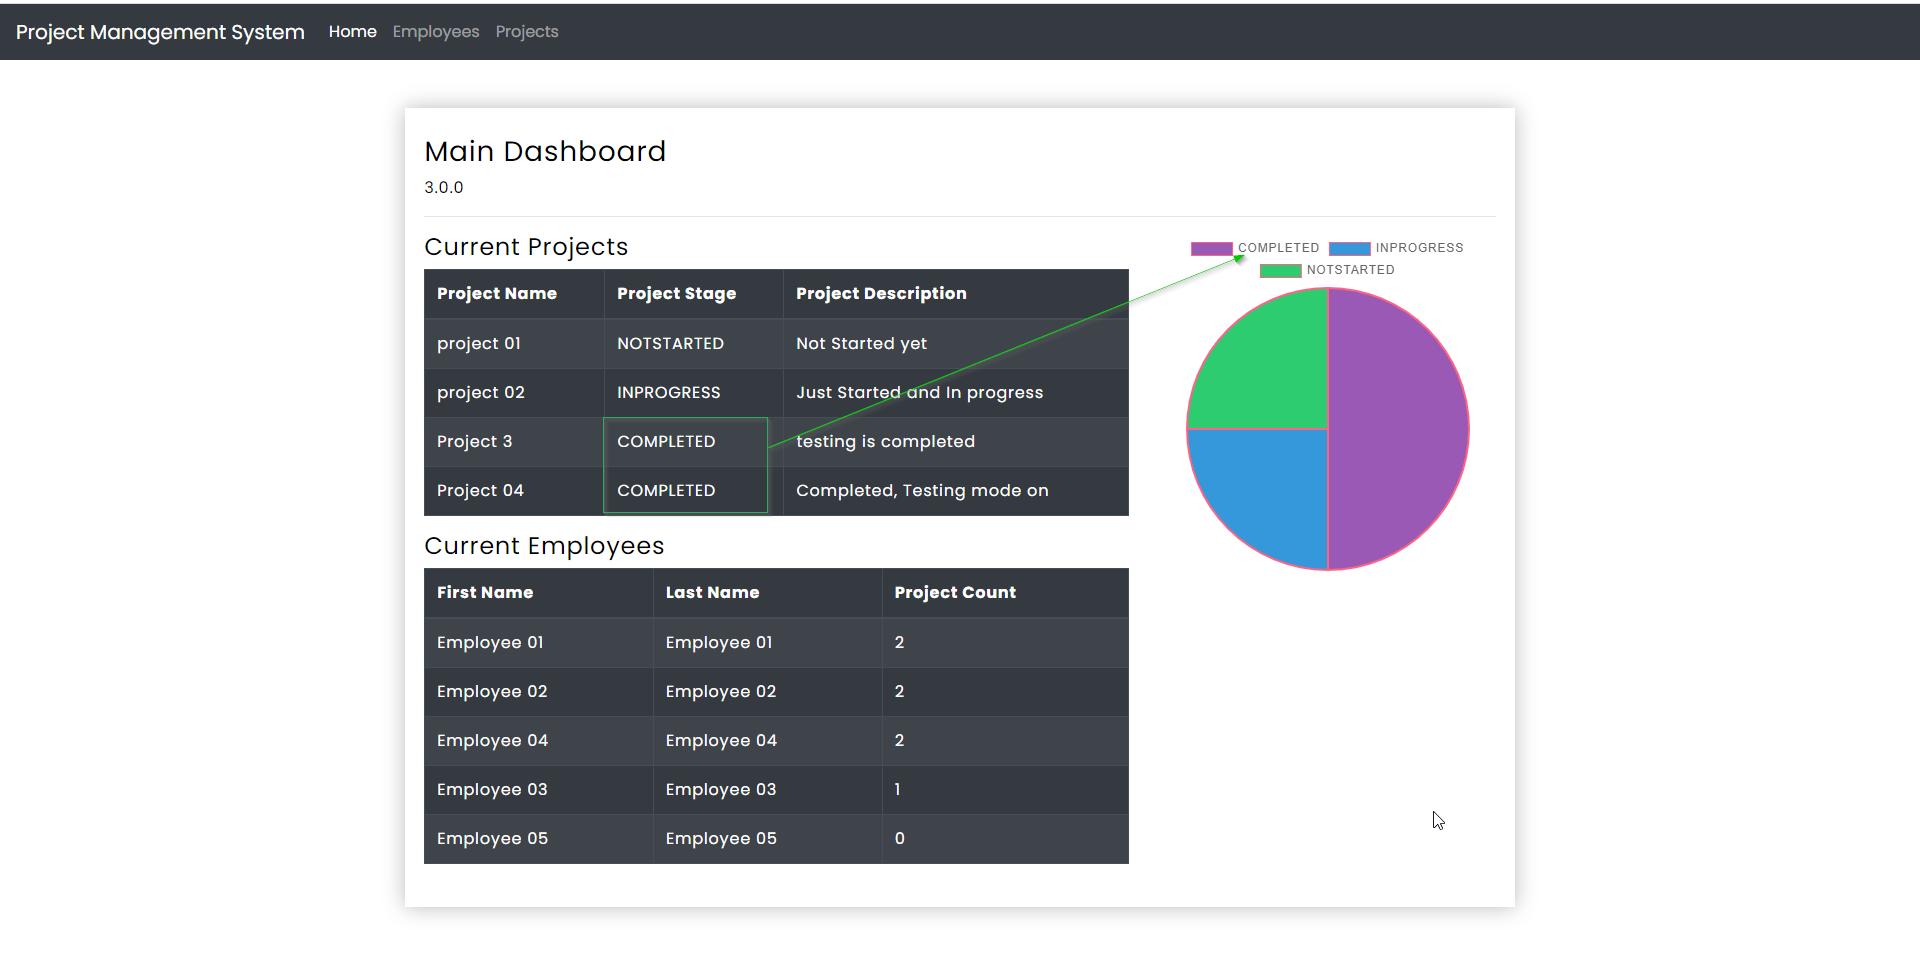 Project Management System Home Employees Projects
Main Dashboard
3.0.0
Current Projects
Project Name Project Stage Project Description
project 01 NOTSTARTED Not Started yet
project 02 INPROGRESS Just Started and In progress
Project 3 COMPLETED testing is completed
Project 04 COMPLETED Completed, Testing mode on
COMPLETED INPROGRESS
NOTSTARTED
Current Employees
First Name Last Name Project Count
Employee 01 Employee 01 2
Employee 02 Employee 02 2
Employee 04 Employee 04 2
Employee 03 Employee 03 1
Employee 05 Employee 05 0